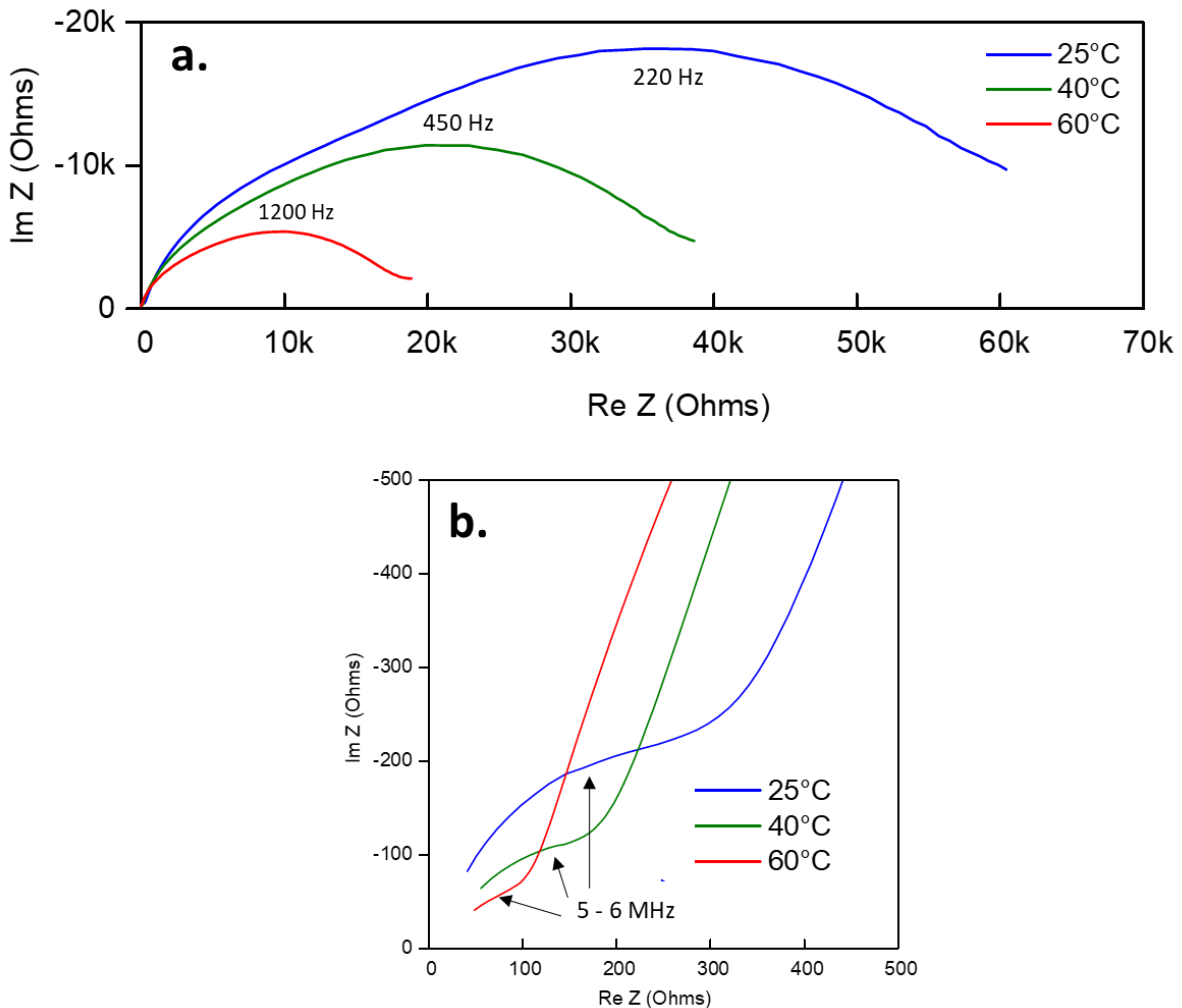 a.
-20k
-10k
0
Im Z (Ohms)
25°C
40°C
60°C
220 Hz
450 Hz
1200 Hz
0 10k 20k 30k 40k 50k 60k 70k
Re Z (Ohms)
b.
-500
-400
-300
-200
-100
0
Im Z (Ohms)
25°C
40°C
60°C
5 - 6 MHz
0 100 200 300 400 500
Re Z (Ohms)